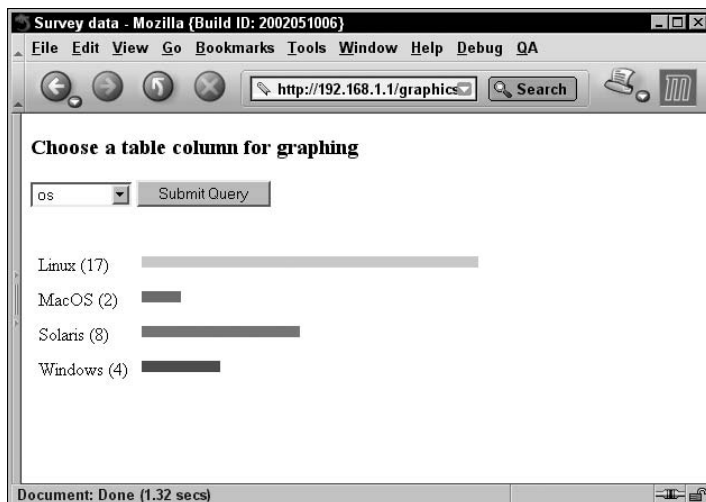 Survey data - Mozilla {Build ID: 2002051006}
File Edit View Go Bookmarks Tools Window Help Debug QA
http://192.168.1.1/graphics Search
Choose a table column for graphing
os Submit Query
Linux (17)
MacOS (2)
Solaris (8)
Windows (4)
Document: Done (1.32 secs)